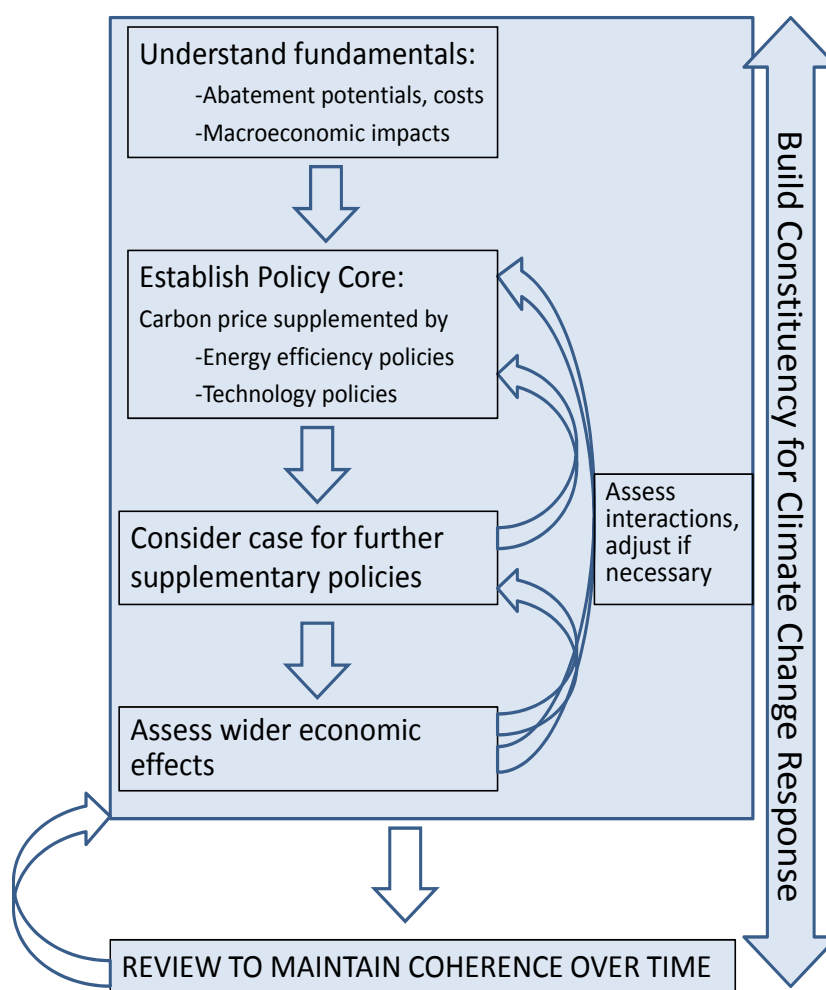 Understand fundamentals:
-Abatement potentials, costs
-Macroeconomic impacts
Establish Policy Core:
Carbon price supplemented by
-Energy efficiency policies
-Technology policies
Consider case for further
supplementary policies
Assess wider economic
effects
Assess
interactions,
adjust if
necessary
Build Constituency for Climate Change Response
REVIEW TO MAINTAIN COHERENCE OVER TIME